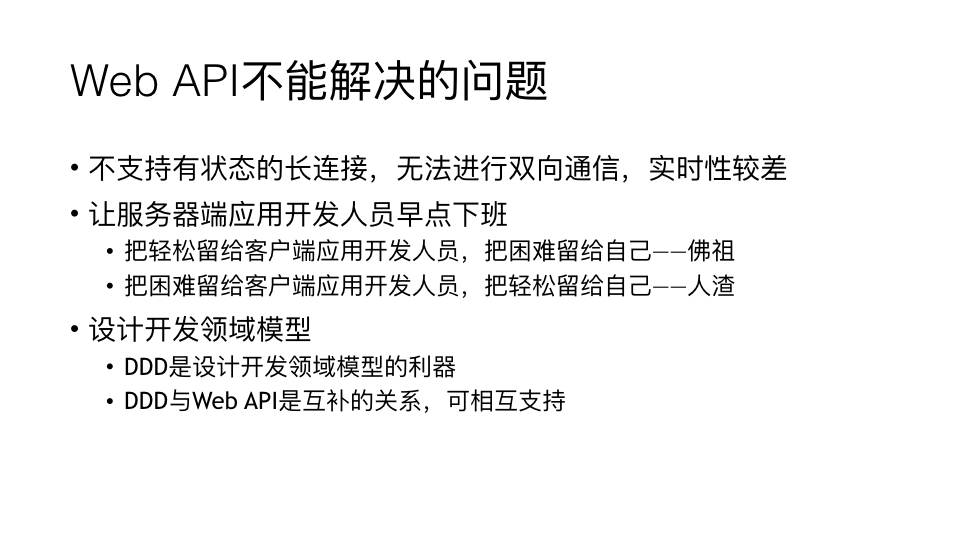 Web API不能解决的问题
• 不支持有状态的长连接，无法进行双向通信，实时性较差
• 让服务器端应用开发人员早点下班
• 把轻松留给客户端应用开发人员，把困难留给自己——佛祖
• 把困难留给客户端应用开发人员，把轻松留给自己——人渣
• 设计开发领域模型
• DDD是设计开发领域模型的利器
• DDD与Web API是互补的关系，可相互支持